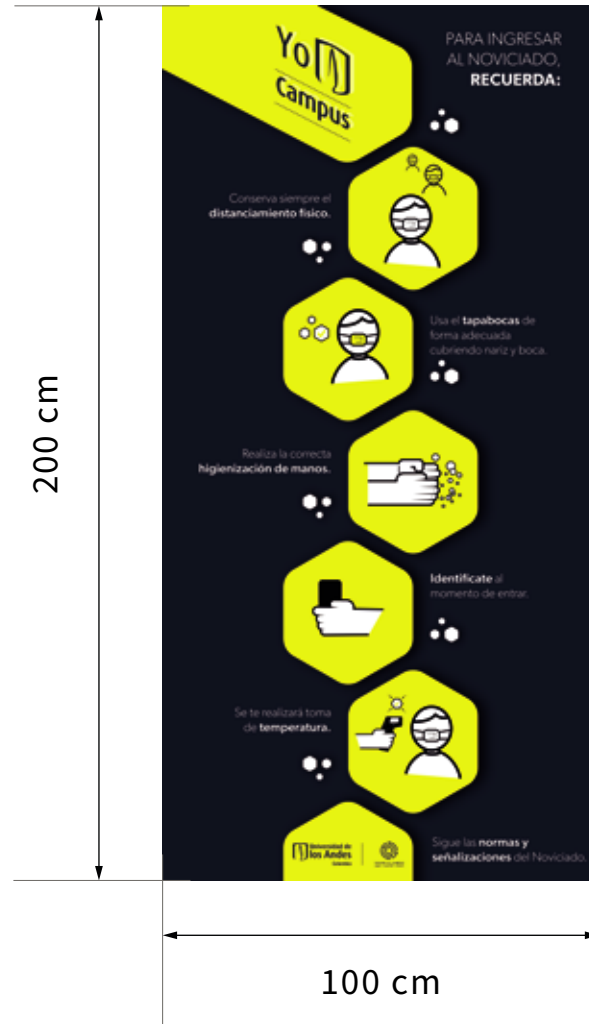 Yo
Campus
PARA INGRESAR
AL NOVICIADO,
RECUERDA:
Conserva siempre el
distanciamiento físico.
Usa el tapabocas de
forma adecuada
cubriendo nariz y boca.
Realiza la correcta
higienización de manos.
Identifícate al
momento de entrar.
Se te realizará toma
de temperatura.
Universidad de
los Andes
Colombia
Sigue las normas y
señalizaciones del Noviciado.
200 cm
100 cm